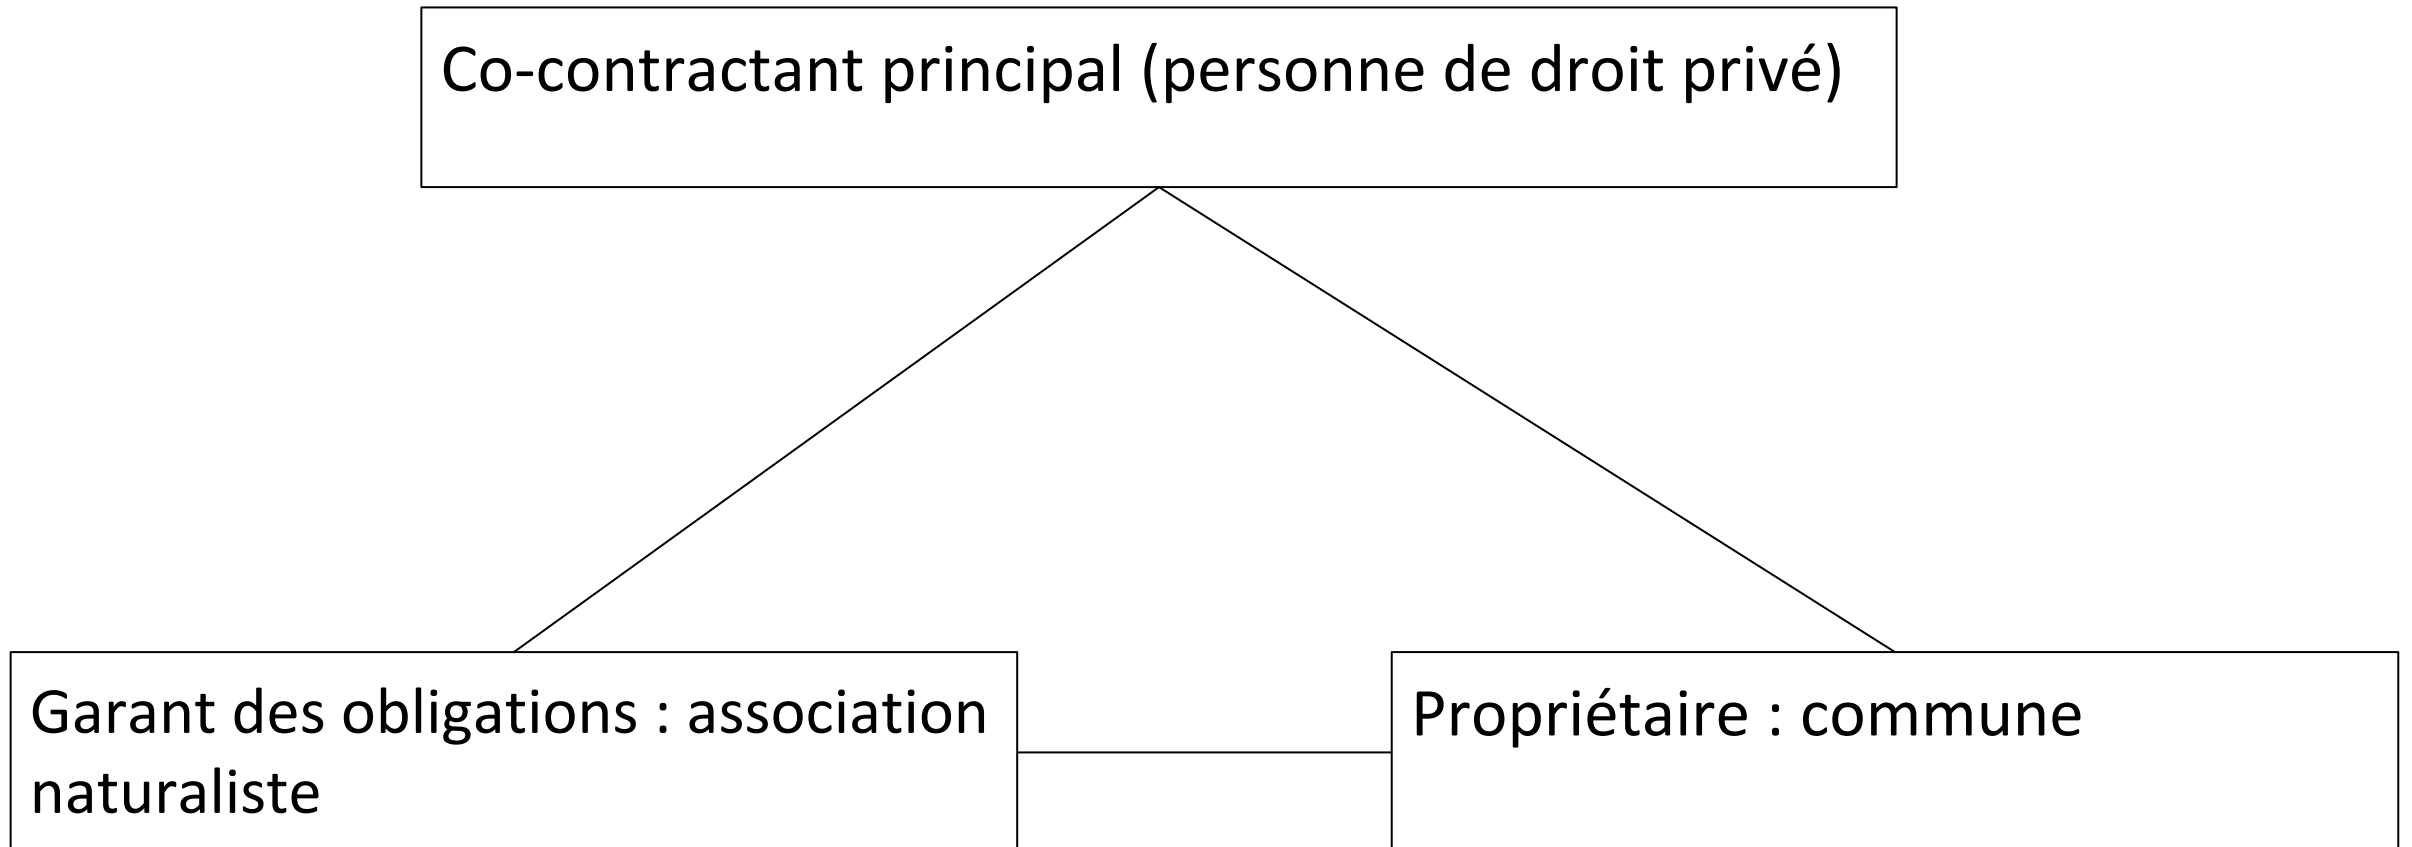 Co-contractant principal (personne de droit privé)
Garant des obligations : association
naturaliste
Propriétaire : commune